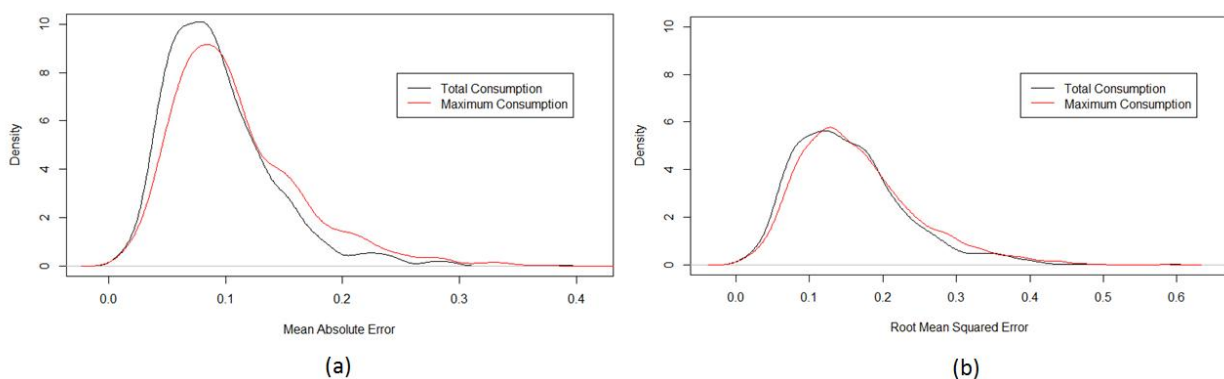 10
8
6
4
2
0
Density
Total Consumption
Maximum Consumption
0.0 0.1 0.2 0.3 0.4
Mean Absolute Error
(a)
10
8
6
4
2
0
Density
Total Consumption
Maximum Consumption
0.0 0.1 0.2 0.3 0.4 0.5 0.6
Root Mean Squared Error
(b)